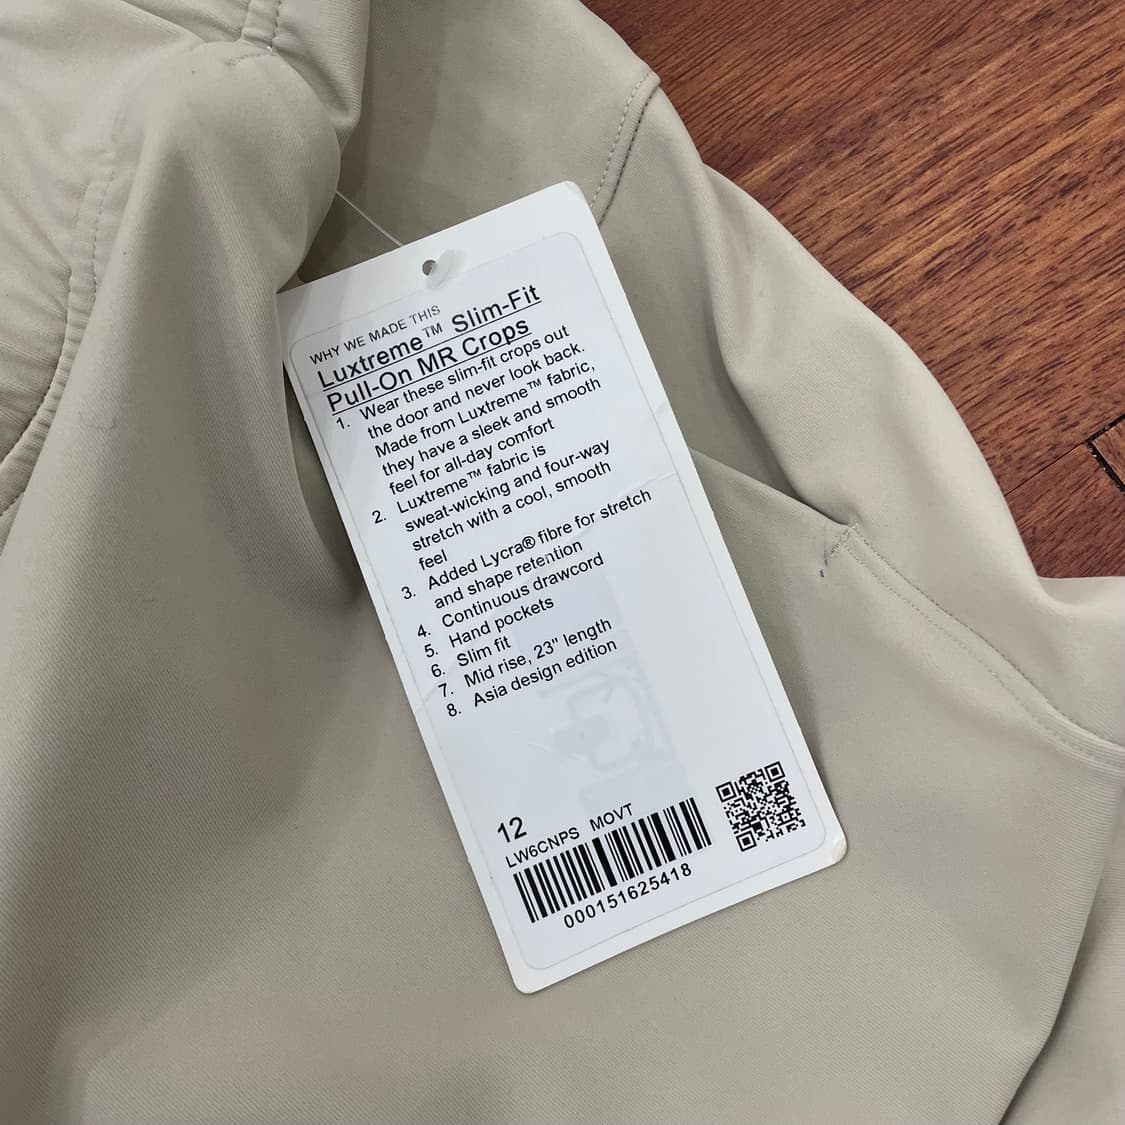 WHY WE MADE THIS
Luxtreme™ Slim-Fit
Pull-On MR Crops
1. Wear these slim-fit crops out
the door and never look back.
Made from Luxtreme™ fabric,
they have a sleek and smooth
feel for all-day comfort
2. Luxtreme™ fabric is
sweat-wicking and four-way
stretch with a cool, smooth
feel
3. Added Lycra® fibre for stretch
and shape retention
4. Continuous drawcord
5. Hand pockets
6. Slim fit
7. Mid rise, 23" length
8. Asia design edition
12
LW6CNPS MOVT
000151625418